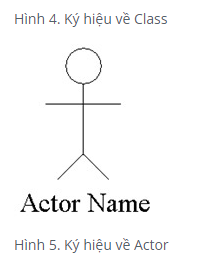 Hình 4. Ký hiệu về Class
Actor Name
Hình 5. Ký hiệu về Actor